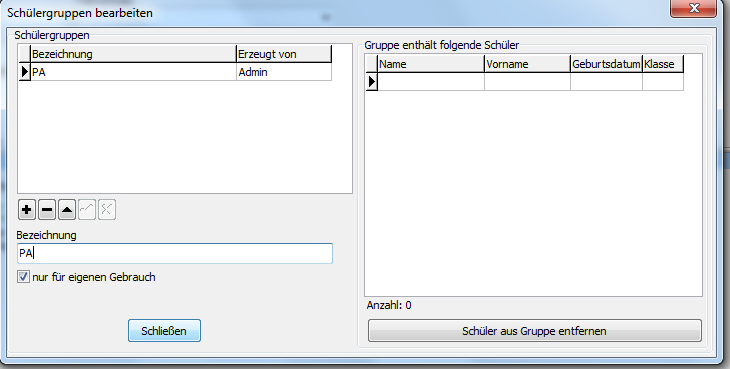 Schülergruppen bearbeiten
Schülergruppen
Bezeichnung Erzeugt von
PA Admin
Bezeichnung
PA
nur für eigenen Gebrauch
Schließen
Gruppe enthält folgende Schüler
Name Vorname Geburtsdatum Klasse
Anzahl: 0
Schüler aus Gruppe entfernen